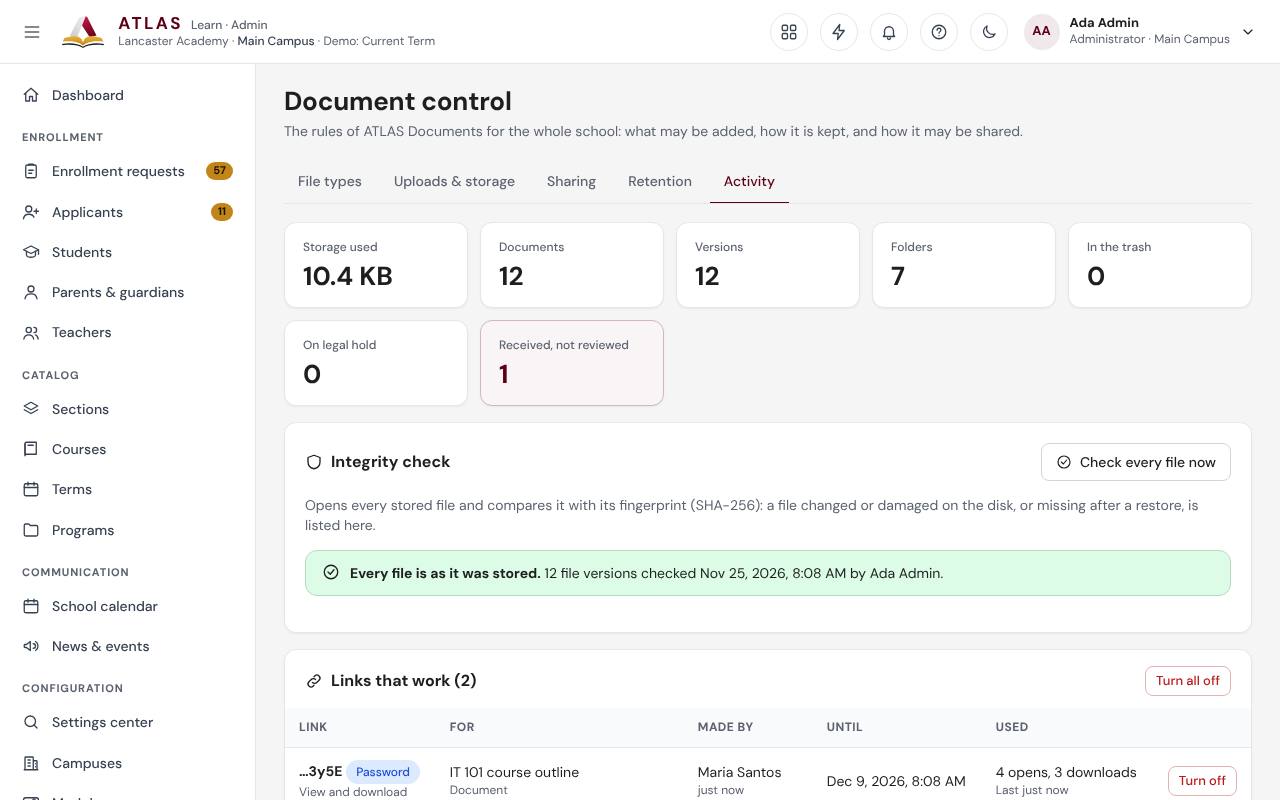 ATLAS Learn · Admin
Lancaster Academy · Main Campus · Demo: Current Term
AA
Ada Admin
Administrator · Main Campus
Dashboard
ENROLLMENT
Enrollment requests 57
Applicants 11
Students
Parents & guardians
Teachers
CATALOG
Sections
Courses
Terms
Programs
COMMUNICATION
School calendar
News & events
CONFIGURATION
Settings center
Campuses
Document control
The rules of ATLAS Documents for the whole school: what may be added, how it is kept, and how it may be shared.
File types Uploads & storage Sharing Retention Activity
Storage used
10.4 KB
Documents
12
Versions
12
Folders
7
In the trash
0
On legal hold
0
Received, not reviewed
1
Integrity check
Check every file now
Opens every stored file and compares it with its fingerprint (SHA-256): a file changed or damaged on the disk, or missing after a restore, is
listed here.
Every file is as it was stored. 12 file versions checked Nov 25, 2026, 8:08 AM by Ada Admin.
Links that work (2)
Turn all off
LINK FOR MADE BY UNTIL USED
…3y5E Password
View and download
IT 101 course outline
Document
Maria Santos
just now
Dec 9, 2026, 8:08 AM
4 opens, 3 downloads
Last just now
Turn off